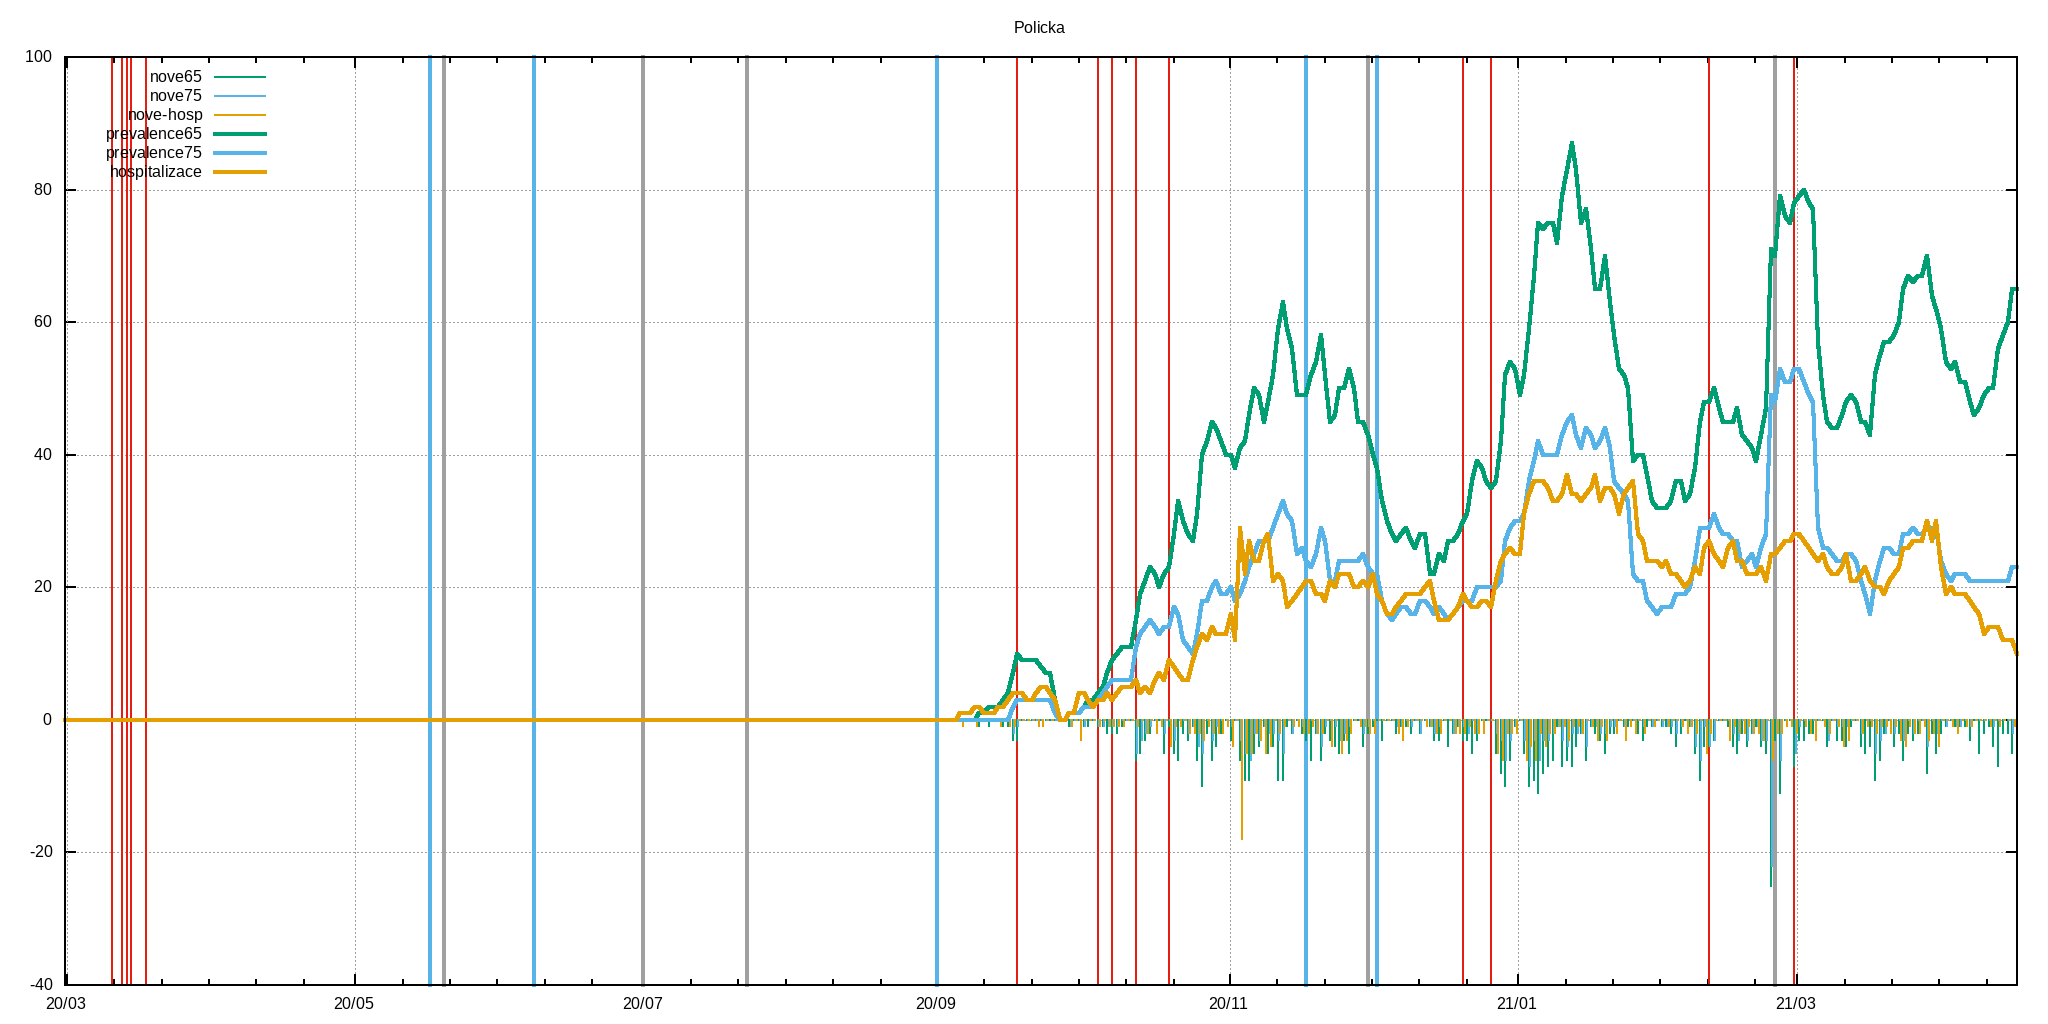 Policka
100
nove65
nove75
nove-hosp
prevalence65
prevalence75
hospitalizace
80
60
40
20
0
-20
-40
20/03 20/05 20/07 20/09 20/11 21/01 21/03